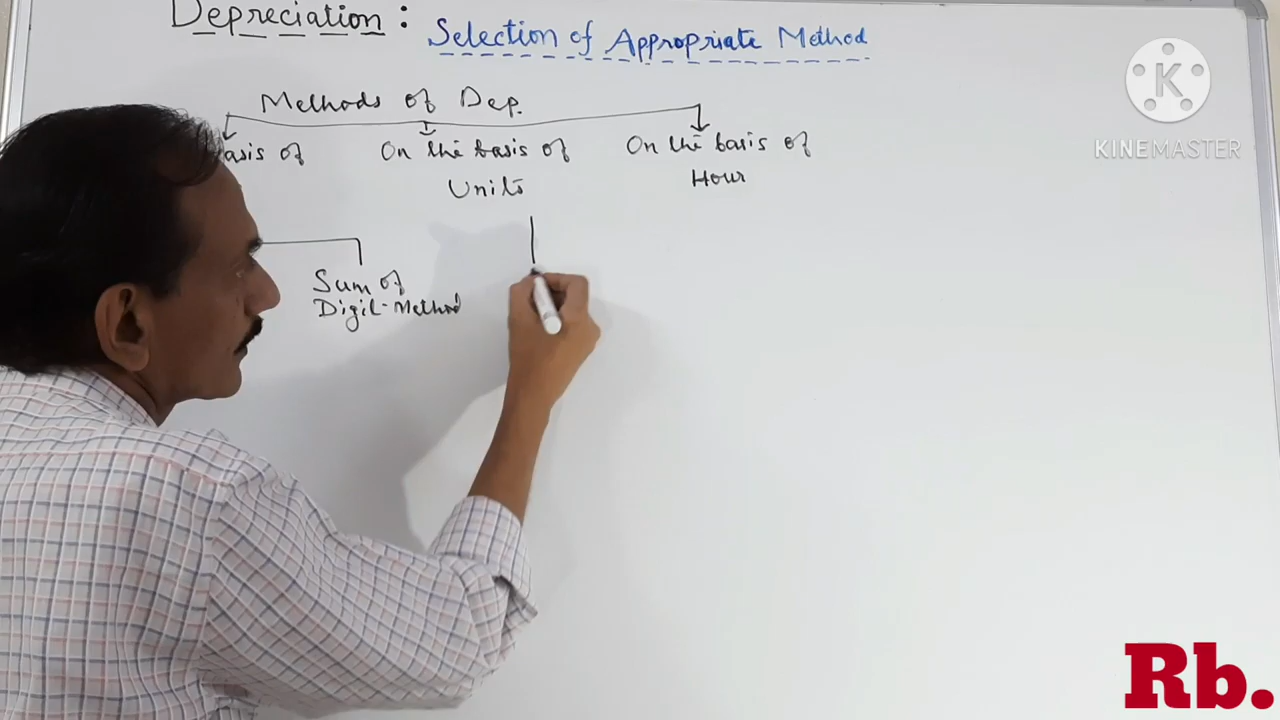 Depreciation : Selection of Appropriate Method
Methods of Dep.
asis of On the basis of On the basis of
Units Hour
Sum of
Digit-Method
KINEMASTER
Rb.